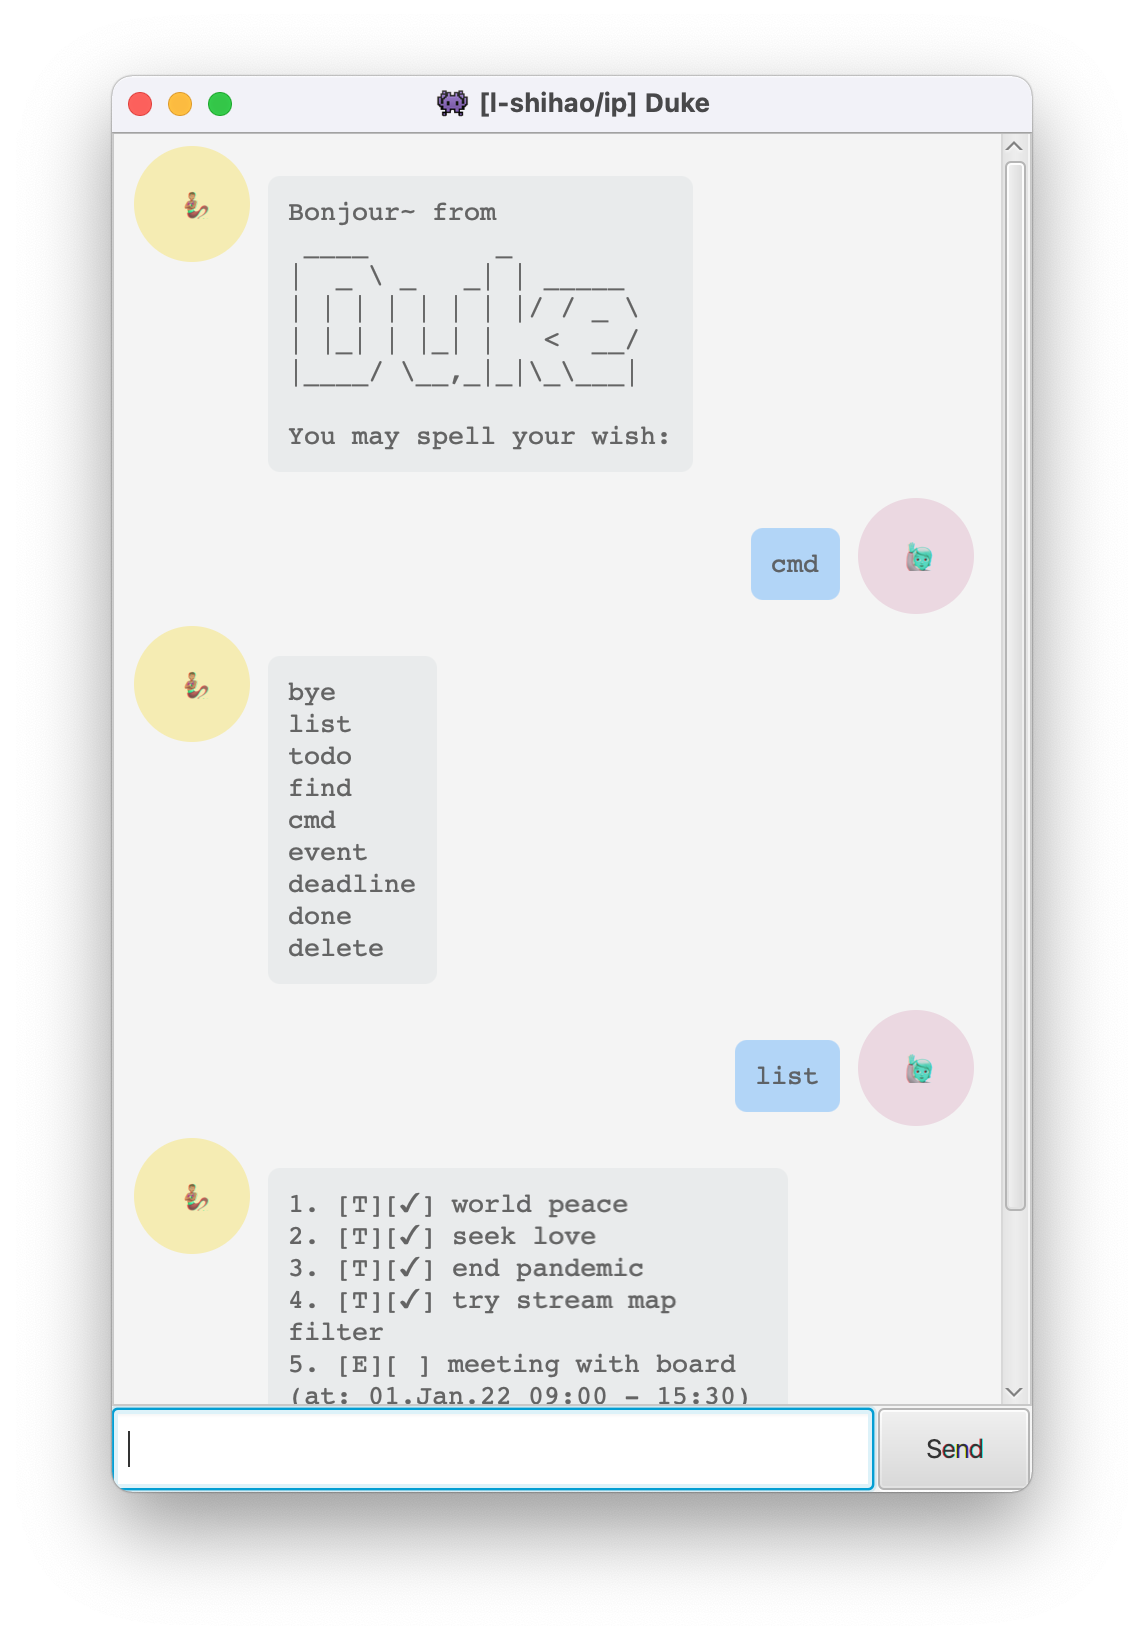 [l-shihao/ip] Duke
Bonjour~ from
 ____        _
|  _ \ _   _| | _____
| | | | | | | |/ / _ \
| |_| | |_| |   <  __/
|____/ \__,_|_|\_\___|
You may spell your wish:
cmd
bye
list
todo
find
cmd
event
deadline
done
delete
list
1. [T][✓] world peace
2. [T][✓] seek love
3. [T][✓] end pandemic
4. [T][✓] try stream map
filter
5. [E][ ] meeting with board
(at: 01.Jan.22 09:00 - 15:30)
Send